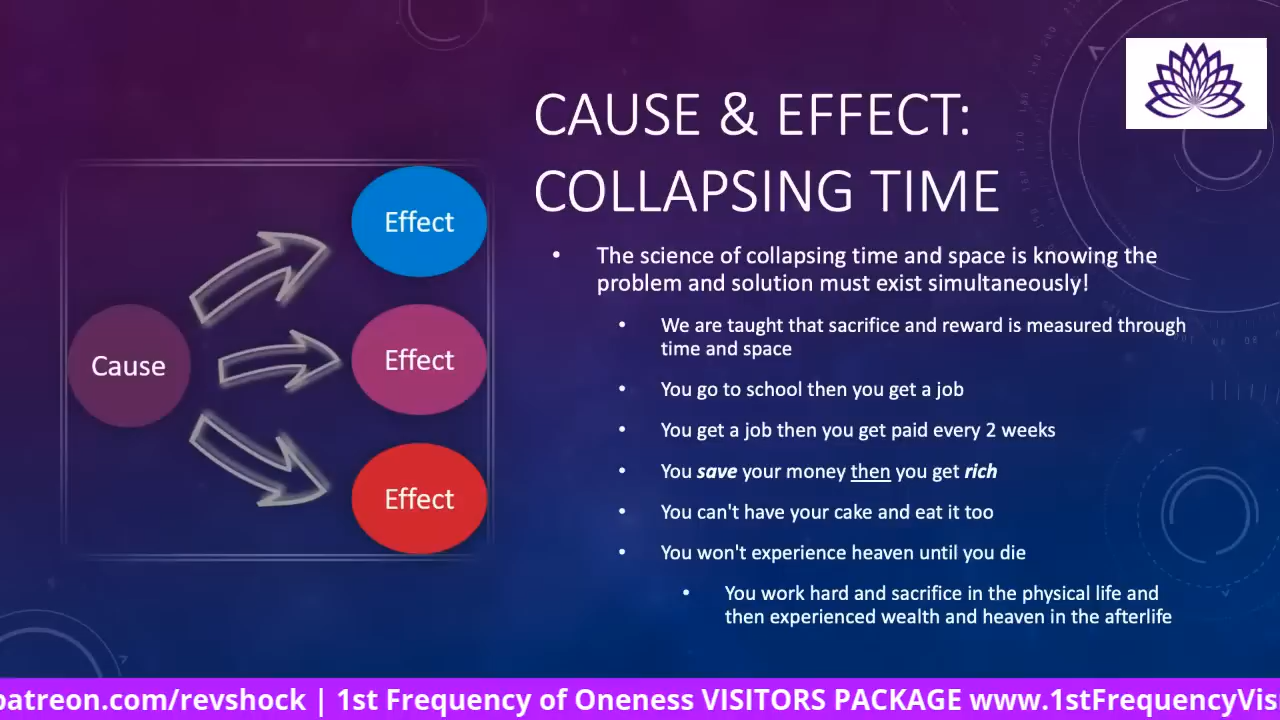 CAUSE & EFFECT:
COLLAPSING TIME
Effect
Effect
Effect
Cause
• The science of collapsing time and space is knowing the
problem and solution must exist simultaneously!
• We are taught that sacrifice and reward is measured through
time and space
• You go to school then you get a job
• You get a job then you get paid every 2 weeks
• You save your money then you get rich
• You can't have your cake and eat it too
• You won't experience heaven until you die
• You work hard and sacrifice in the physical life and
then experienced wealth and heaven in the afterlife
patreon.com/revshock | 1st Frequency of Oneness VISITORS PACKAGE www.1stFrequencyVis